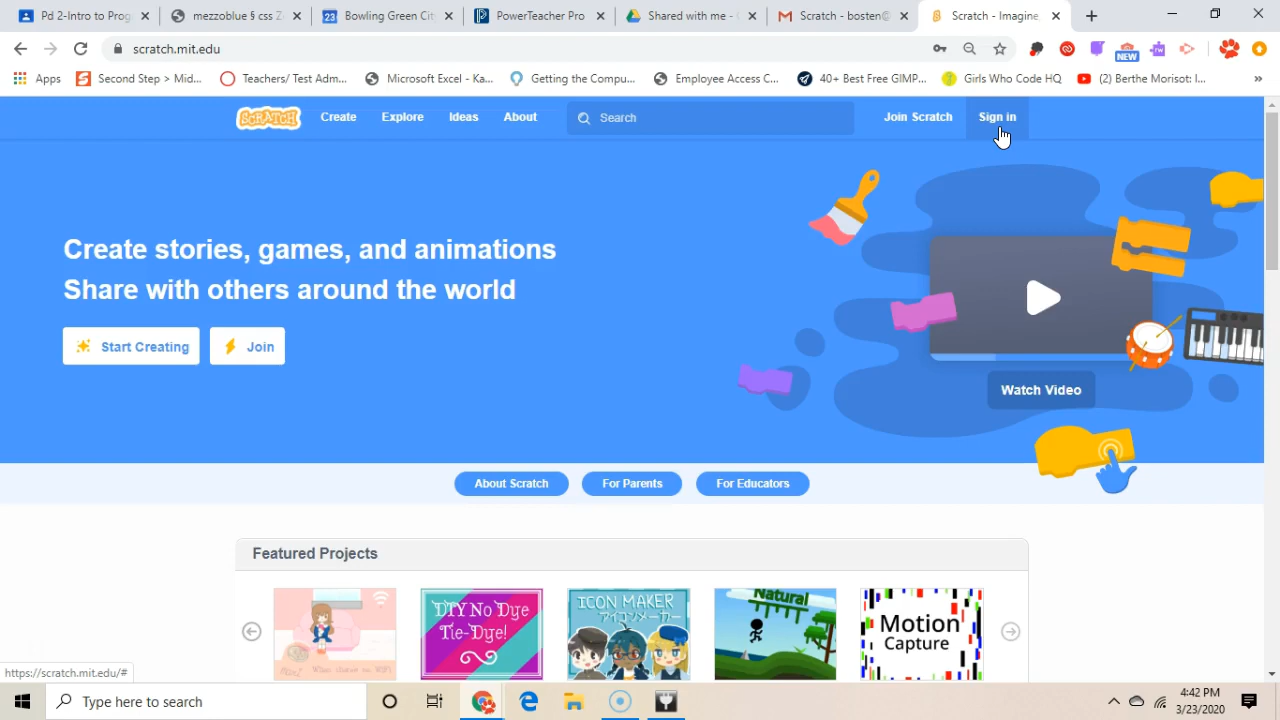 Pd 2-Intro to Prog
mezzoblue § css Z
Bowling Green Cit
PowerTeacher Pro
Shared with me - G
Scratch - bosten@
Scratch - Imagine,
scratch.mit.edu
NEW
Apps
Second Step > Mid...
Teachers/ Test Adm...
Microsoft Excel - Ka...
Getting the Compu...
Employee Access C...
40+ Best Free GIMP...
Girls Who Code HQ
(2) Berthe Morisot: I...
»
SCRATCH
Create
Explore
Ideas
About
Search
Join Scratch
Sign in
Create stories, games, and animations
Share with others around the world
Start Creating
Join
Watch Video
About Scratch
For Parents
For Educators
Featured Projects
DIY No Dye
Tie-Dye!
ICON MAKER
アイコンメーカー
Natural
Motion
Capture
https://scratch.mit.edu/#
Type here to search
4:42 PM
3/23/2020